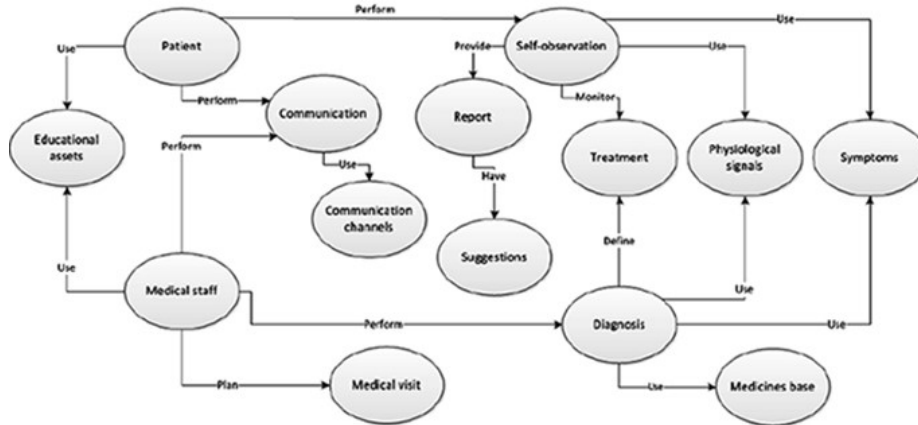 Perform
Patient
Self-observation
Use
Provide
Use
Use
Monitor
Perform
Communication
Report
Educational
assets
Perform
Treatment
Physiological
signals
Symptoms
Use
Have
Communication
channels
Suggestions
Define
Use
Medical staff
Use
Perform
Diagnosis
Use
Plan
Medical visit
Use
Medicines base